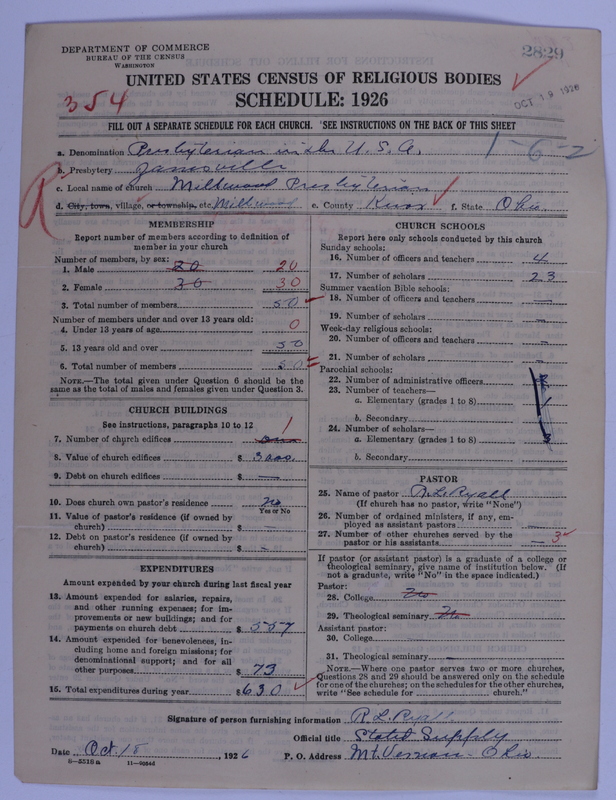 DEPARTMENT OF COMMERCE
BUREAU OF THE CENSUS
WASHINGTON
2829
UNITED STATES CENSUS OF RELIGIOUS BODIES
354
SCHEDULE: 1926
OCT 19 1926
FILL OUT A SEPARATE SCHEDULE FOR EACH CHURCH. SEE INSTRUCTIONS ON THE BACK OF THIS SHEET
a. Denomination Presbyterian in the U. S. A.
1-6-2
b. Presbytery
c. Local name of church Millwood Presbyterian
R
d. City, town, village, or township, etc. Millwood e. County Knox f. State Ohio
MEMBERSHIP
Report number of members according to definition of member in your church
Number of members, by sex:
1. Male 20 20
2. Female 30 30
3. Total number of members 50
Number of members under and over 13 years old:
4. Under 13 years of age 0
5. 13 years old and over 50
6. Total number of members 50
NOTE.—The total given under Question 6 should be the same as the total of males and females given under Question 3.
CHURCH BUILDINGS
See instructions, paragraphs 10 to 12
7. Number of church edifices 1
8. Value of church edifices $ 3000
9. Debt on church edifices $ —
10. Does church own pastor's residence? No
Yes or No
11. Value of pastor's residence (if owned by church) $ —
12. Debt on pastor's residence (if owned by church) $ —
EXPENDITURES
Amount expended by your church during last fiscal year
13. Amount expended for salaries, repairs, and other running expenses; for improvements or new buildings; and for payments on church debt $ 557
14. Amount expended for benevolences, including home and foreign missions; for denominational support; and for all other purposes $ 73
15. Total expenditures during year $ 630
CHURCH SCHOOLS
Report here only schools conducted by this church
Sunday schools:
16. Number of officers and teachers 4
17. Number of scholars 23
Summer vacation Bible schools:
18. Number of officers and teachers —
19. Number of scholars —
Week-day religious schools:
20. Number of officers and teachers —
21. Number of scholars —
Parochial schools:
22. Number of administrative officers
23. Number of teachers—
a. Elementary (grades 1 to 8)
b. Secondary
24. Number of scholars—
a. Elementary (grades 1 to 8)
b. Secondary
PASTOR
25. Name of pastor R. L. Ryall
(If church has no pastor, write "None")
26. Number of ordained ministers, if any, employed as assistant pastors —
27. Number of other churches served by the pastor or his assistants — 3
If pastor (or assistant pastor) is a graduate of a college or theological seminary, give name of institution below. (If not a graduate, write "No" in the space indicated.)
Pastor:
28. College No
29. Theological seminary No
Assistant pastor:
30. College
31. Theological seminary —
NOTE.—Where one pastor serves two or more churches, Questions 28 and 29 should be answered only on the schedule for one of the churches; on the schedules for the other churches, write "See schedule for ........ church."
Signature of person furnishing information R. L. Ryall
Official title Stated Supply
Date Oct. 15, 1926 P. O. Address Mt. Vernon Ohio